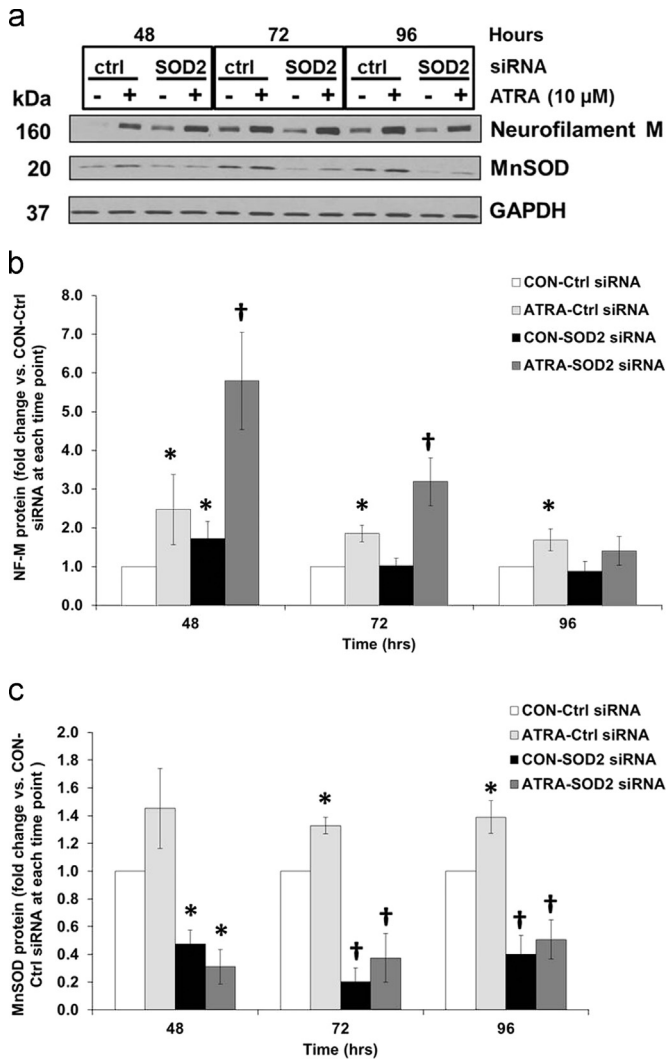 a
48 72 96 Hours
ctrl SOD2 ctrl SOD2 ctrl SOD2 siRNA
kDa - + - + - + - + - + - + ATRA (10 µM)
160 Neurofilament M
20 MnSOD
37 GAPDH
b
CON-Ctrl siRNA
ATRA-Ctrl siRNA
CON-SOD2 siRNA
ATRA-SOD2 siRNA
NF-M protein (fold change vs. CON-Ctrl
siRNA at each time point)
8.0
7.0
6.0
5.0
4.0
3.0
2.0
1.0
0.0
* * † * † *
48 72 96
Time (hrs)
c
CON-Ctrl siRNA
ATRA-Ctrl siRNA
CON-SOD2 siRNA
ATRA-SOD2 siRNA
MnSOD protein (fold change vs. CON-
Ctrl siRNA at each time point )
2.0
1.8
1.6
1.4
1.2
1.0
0.8
0.6
0.4
0.2
0.0
* * * † † * † †
48 72 96
Time (hrs)